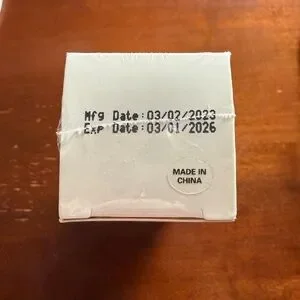 Mfg Date:03/02/2023
Exp Date:03/01/2026
MADE IN
CHINA